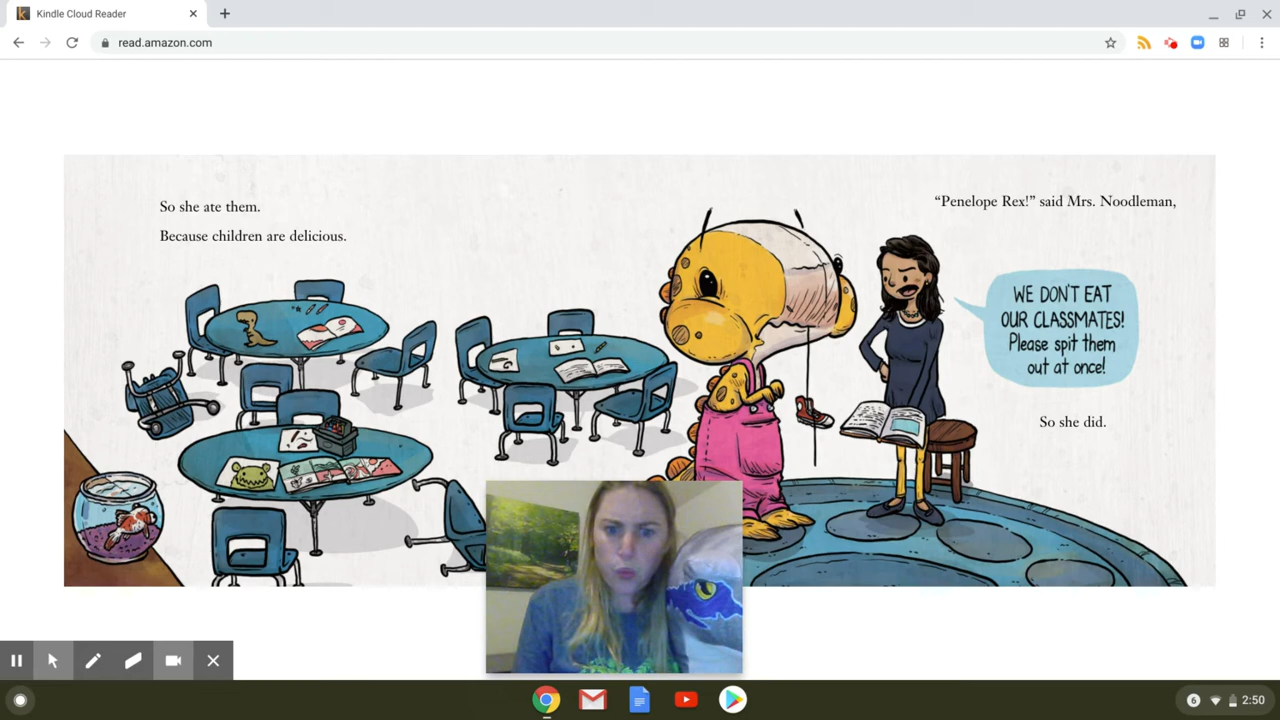 Kindle Cloud Reader
read.amazon.com
So she ate them.
Because children are delicious.
“Penelope Rex!” said Mrs. Noodleman,
WE DON'T EAT
OUR CLASSMATES!
Please spit them
out at once!
So she did.
6
2:50